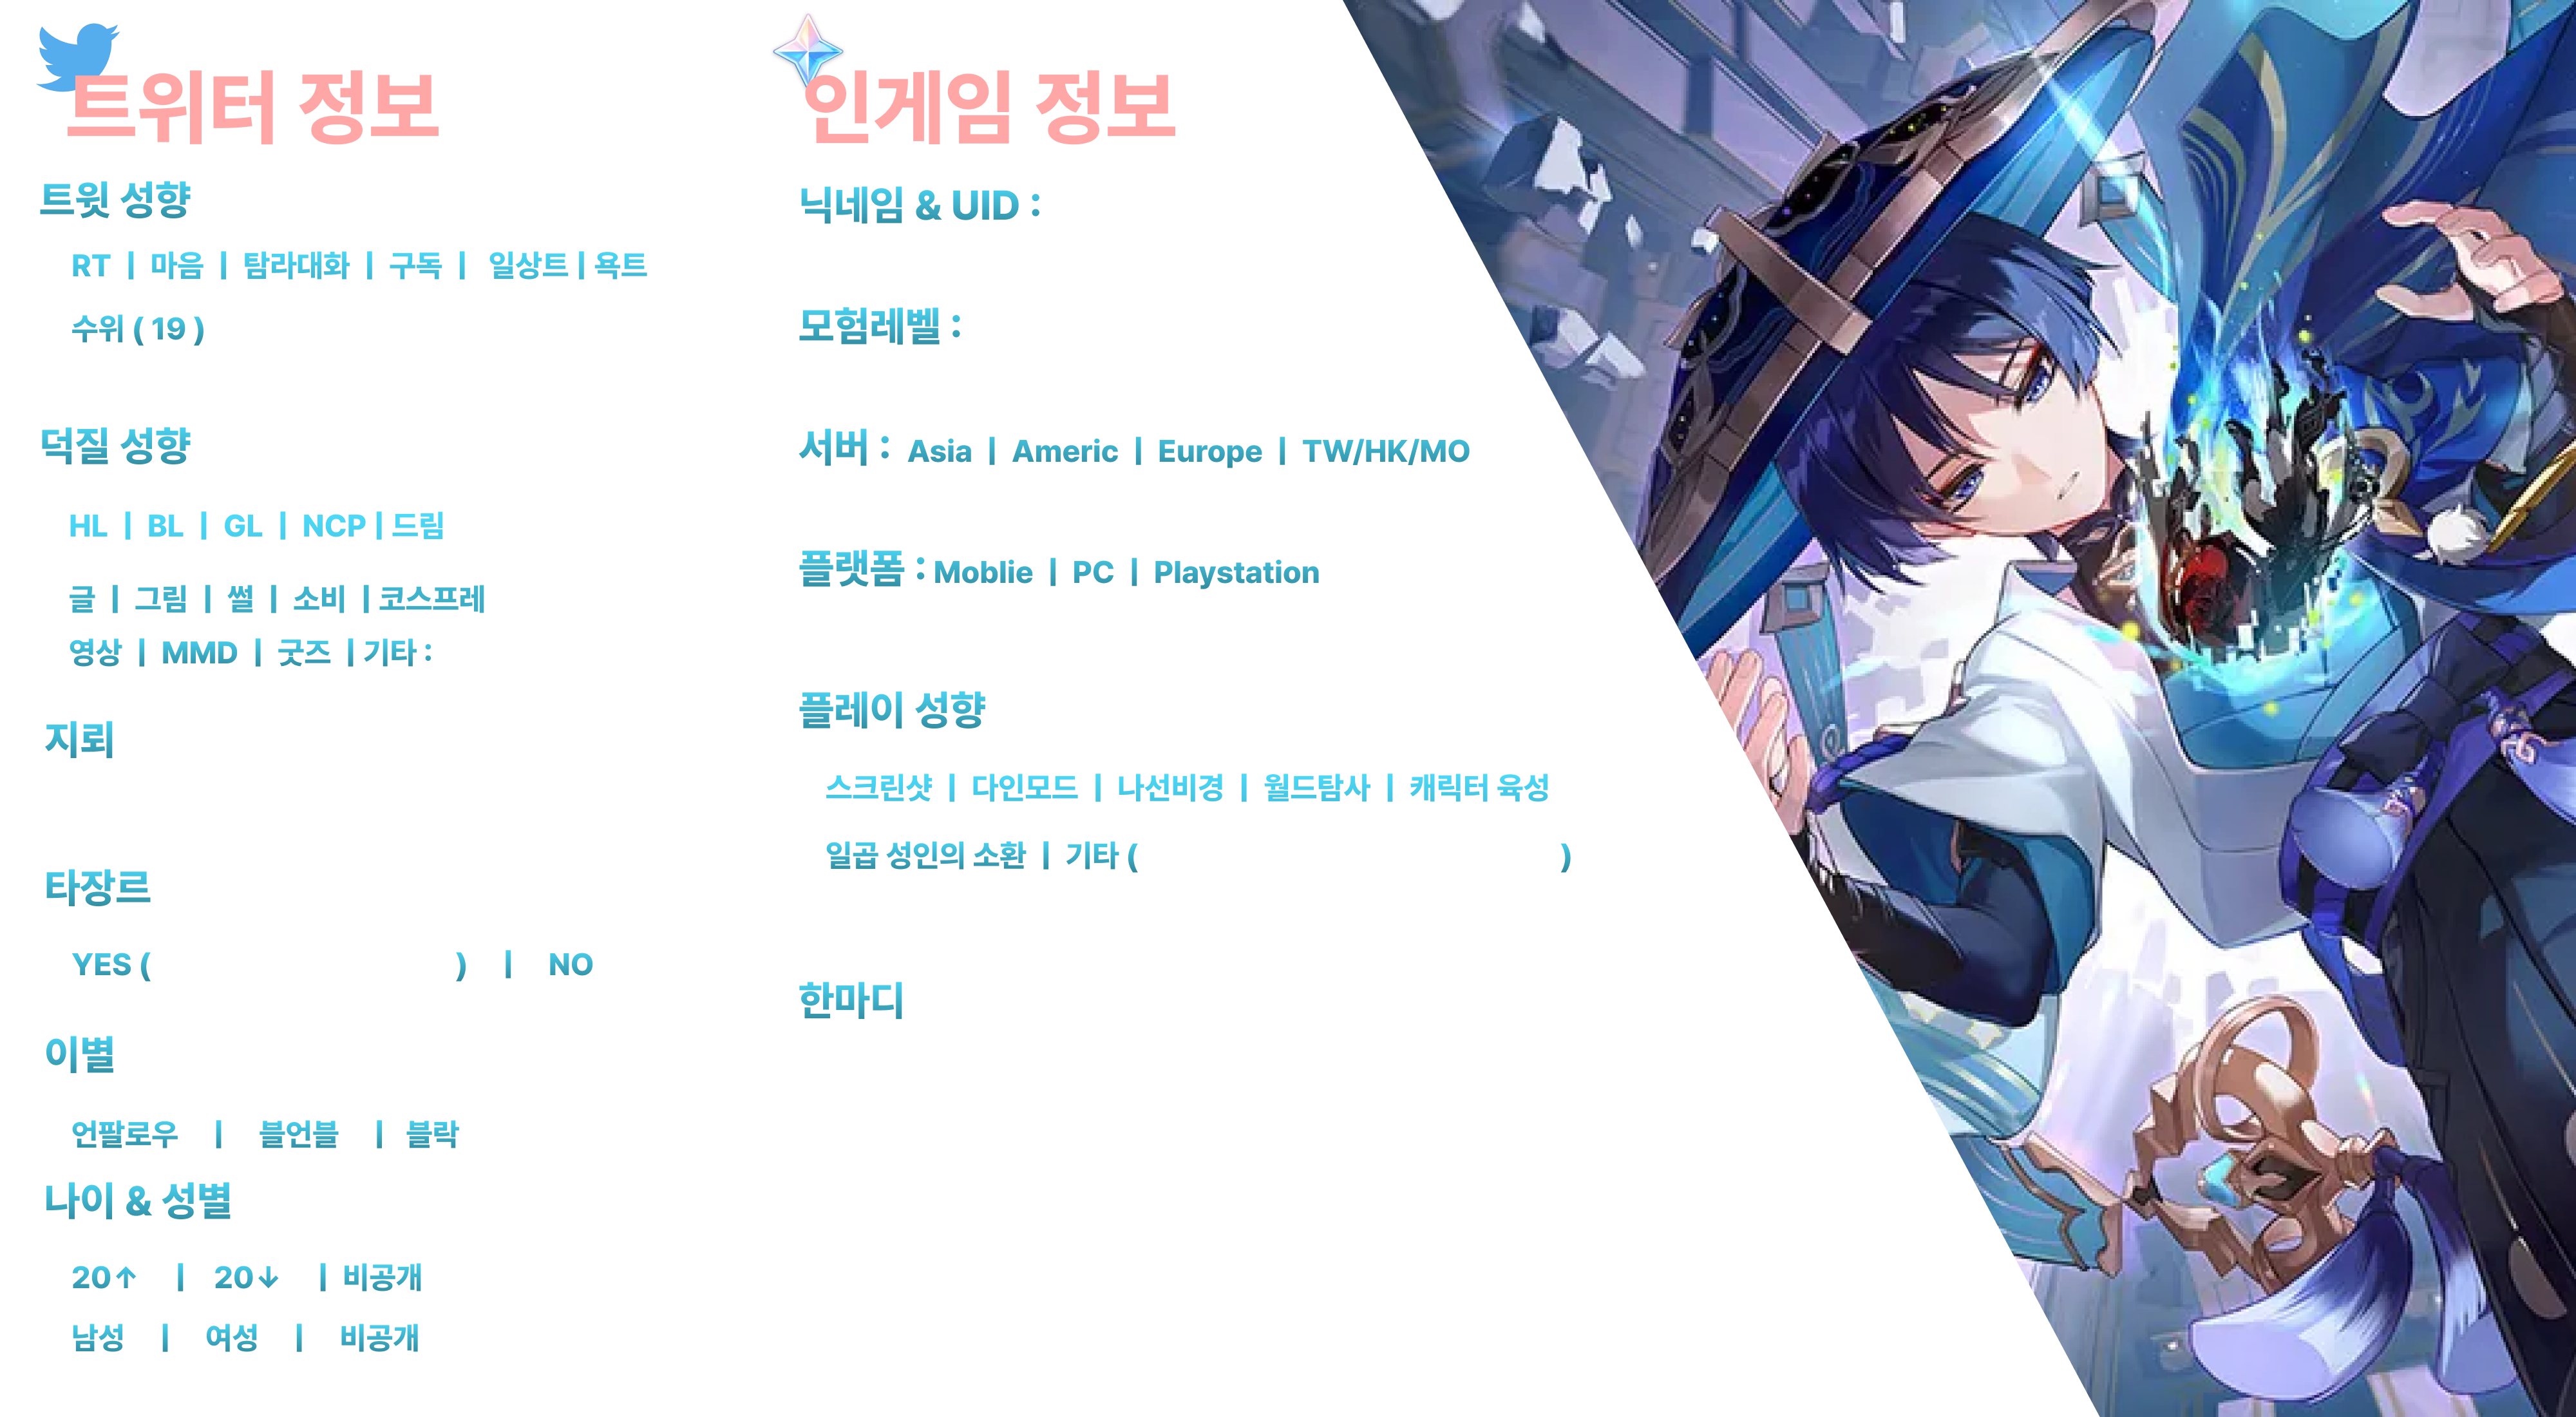 트위터 정보
트윗 성향
RT | 마음 | 탐라대화 | 구독 | 일상트 | 욕트
수위 ( 19 )
덕질 성향
HL | BL | GL | NCP | 드림
글 | 그림 | 썰 | 소비 | 코스프레
영상 | MMD | 굿즈 | 기타 :
지뢰
타장르
YES ( ) | NO
이별
언팔로우 | 블언블 | 블락
나이 & 성별
20↑ | 20↓ | 비공개
남성 | 여성 | 비공개
인게임 정보
닉네임 & UID :
모험레벨 :
서버 : Asia | Americ | Europe | TW/HK/MO
플랫폼 : Moblie | PC | Playstation
플레이 성향
스크린샷 | 다인모드 | 나선비경 | 월드탐사 | 캐릭터 육성
일곱 성인의 소환 | 기타 ( )
한마디